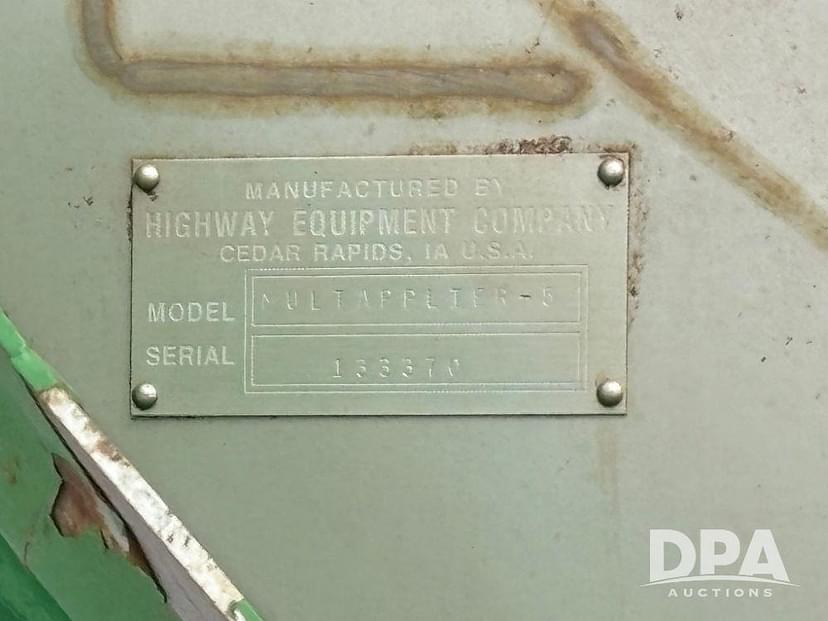 MANUFACTURED BY
HIGHWAY EQUIPMENT COMPANY
CEDAR RAPIDS, IA U.S.A.
MODEL MULTAPPLIER-5
SERIAL 133370
DPA
AUCTIONS